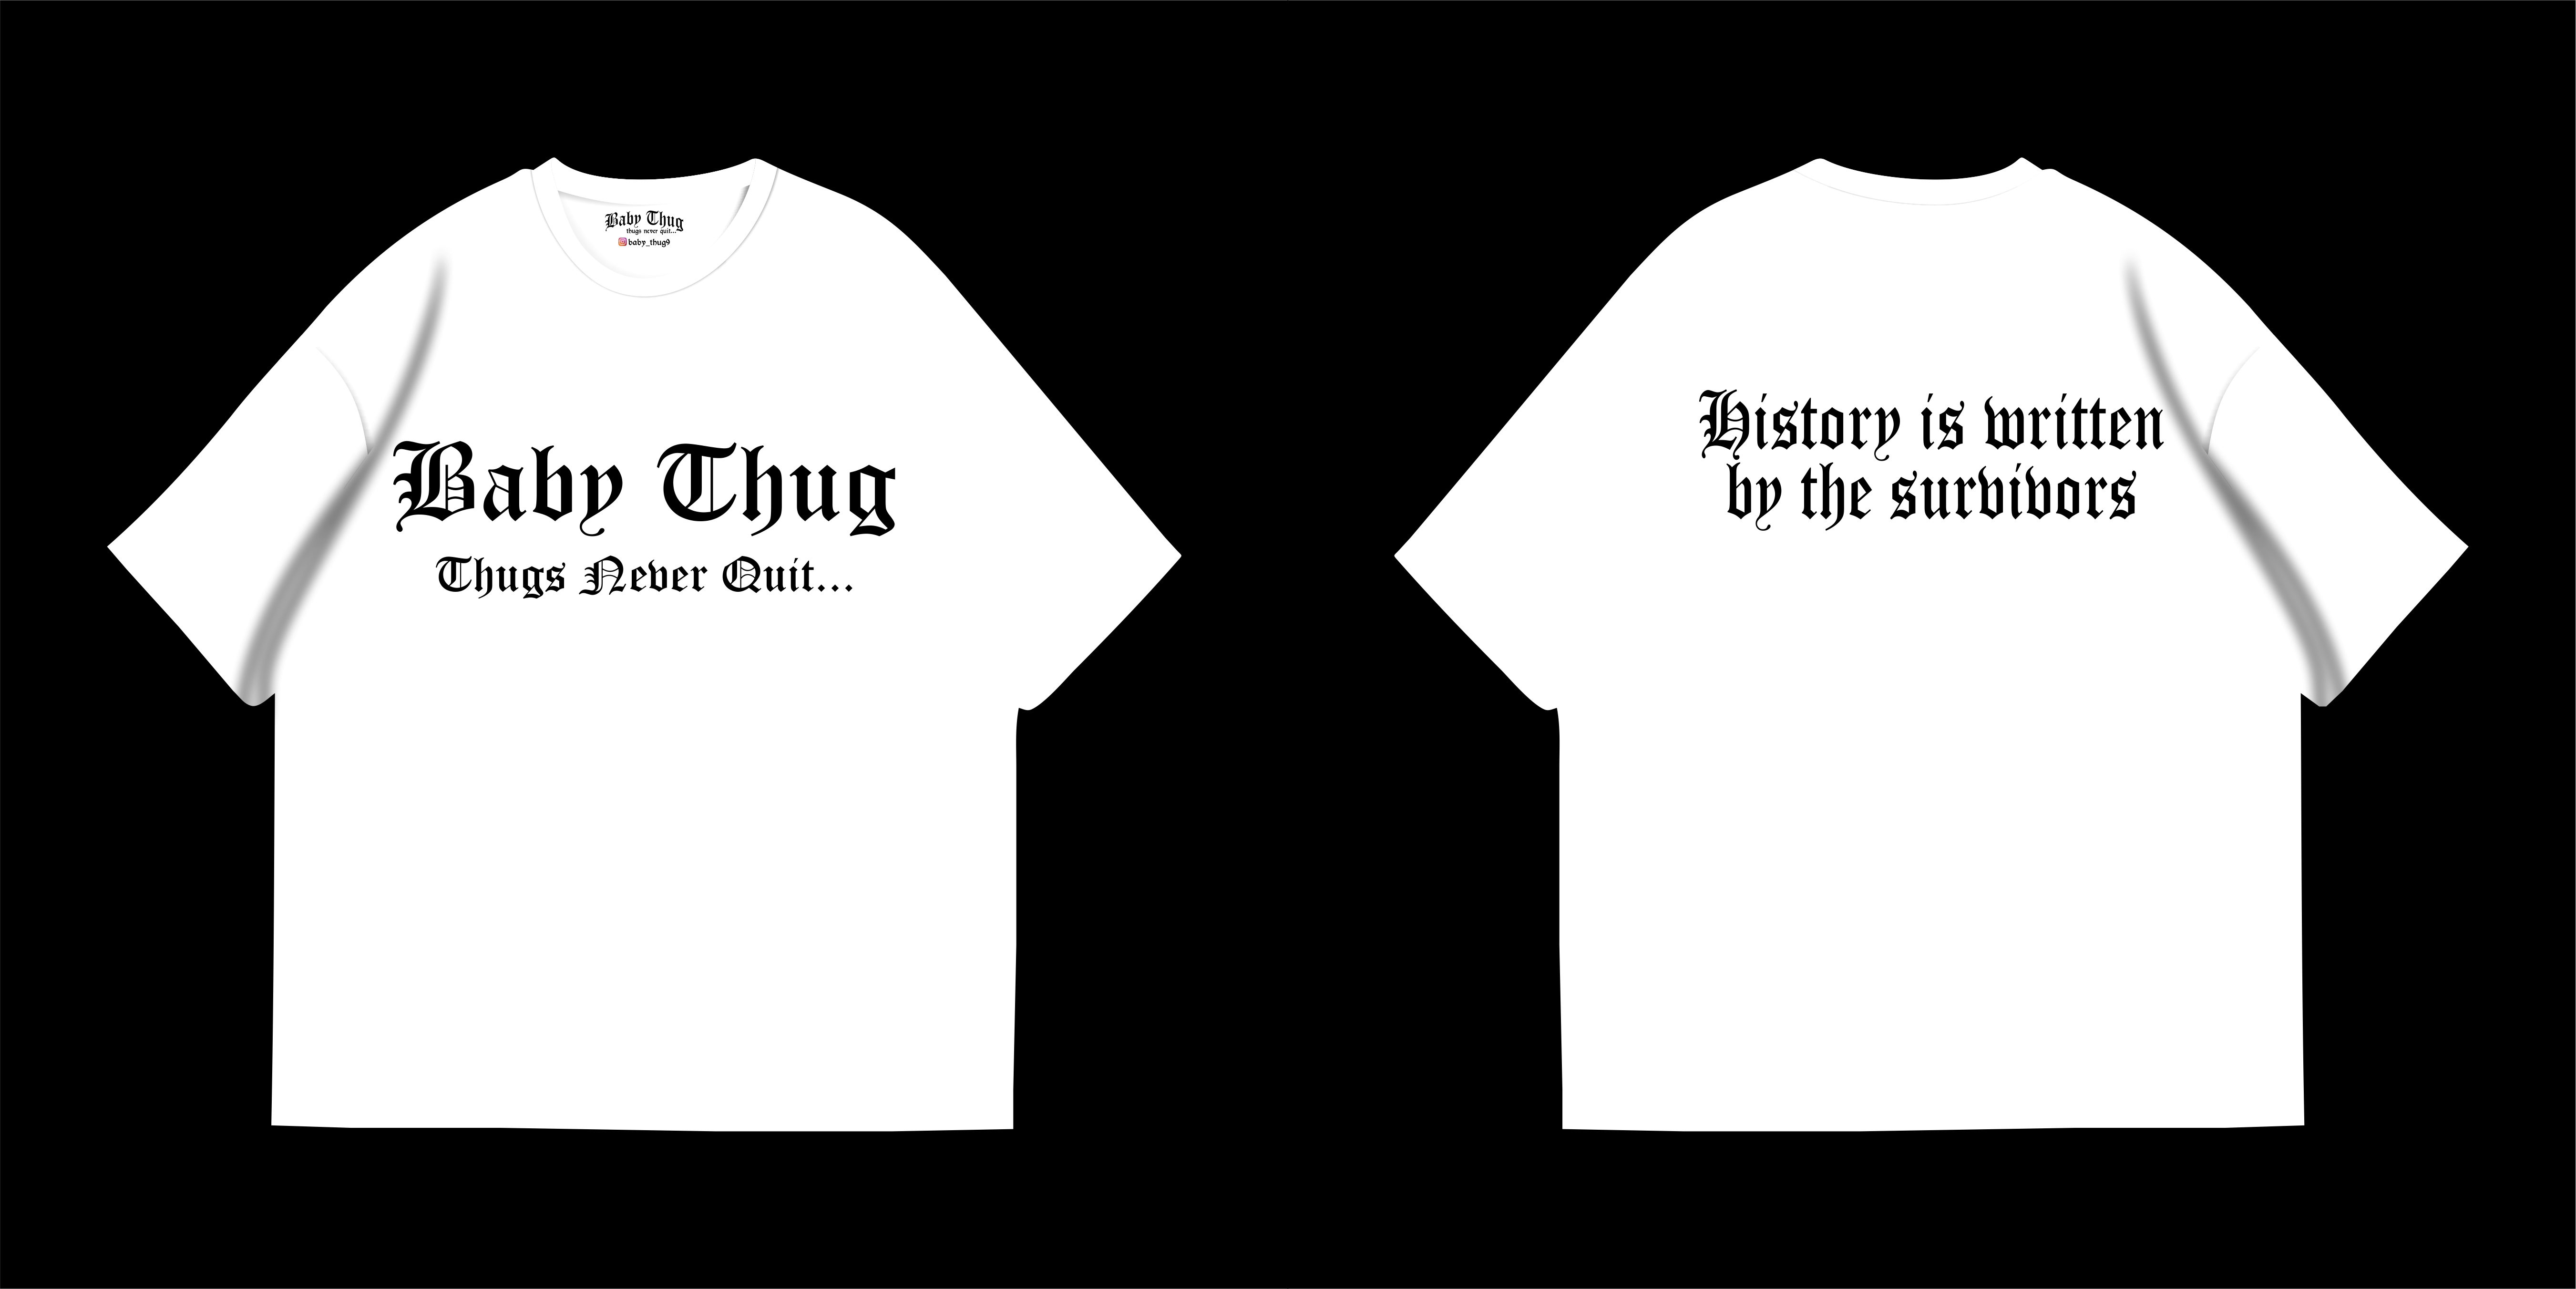 Baby Thug
thugs never quit...
baby_thug9
Baby Thug
Thugs Never Quit...
History is written
by the survivors